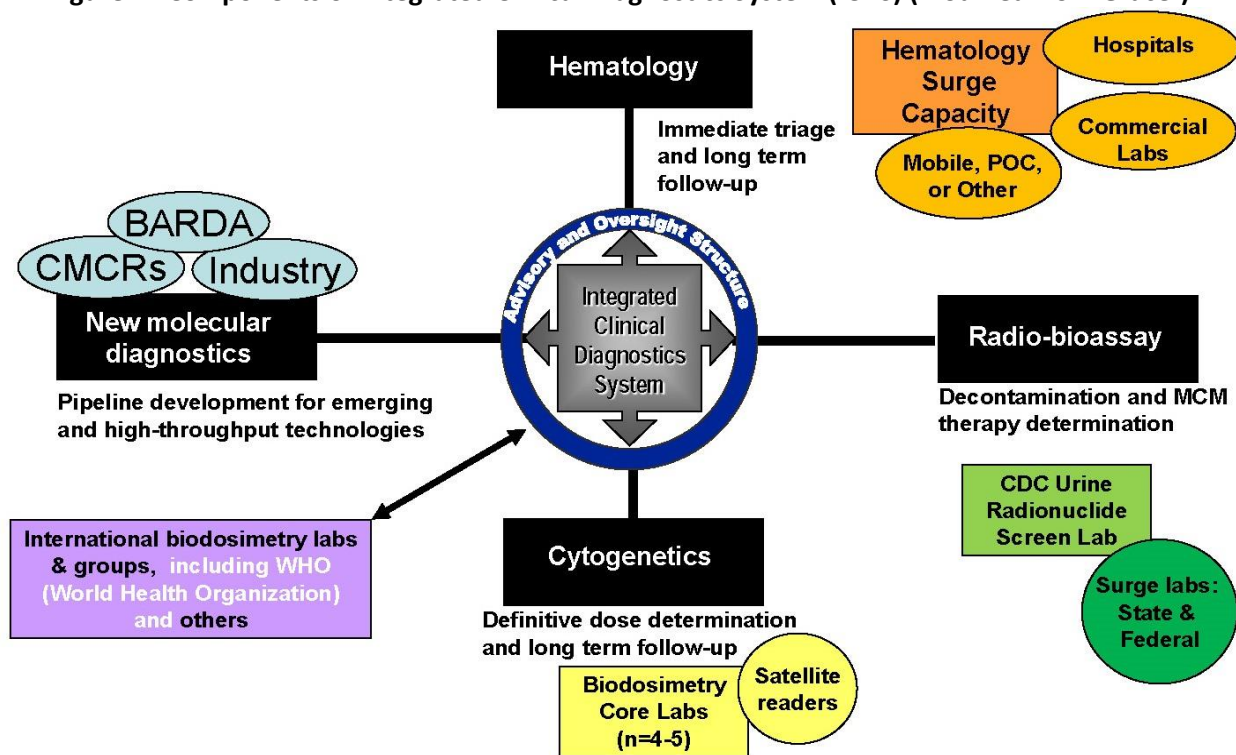 Hematology
Immediate triage
and long term
follow-up
Hematology
Surge
Capacity
Hospitals
Commercial
Labs
Mobile, POC,
or Other
BARDA
CMCRs
Industry
New molecular
diagnostics
Pipeline development for emerging
and high-throughput technologies
Advisory and Oversight Structure
Integrated
Clinical
Diagnostics
System
Radio-bioassay
Decontamination and MCM
therapy determination
CDC Urine
Radionuclide
Screen Lab
Surge labs:
State &
Federal
International biodosimetry labs
& groups, including WHO
(World Health Organization)
and others
Cytogenetics
Definitive dose determination
and long term follow-up
Biodosimetry
Core Labs
(n=4-5)
Satellite
readers